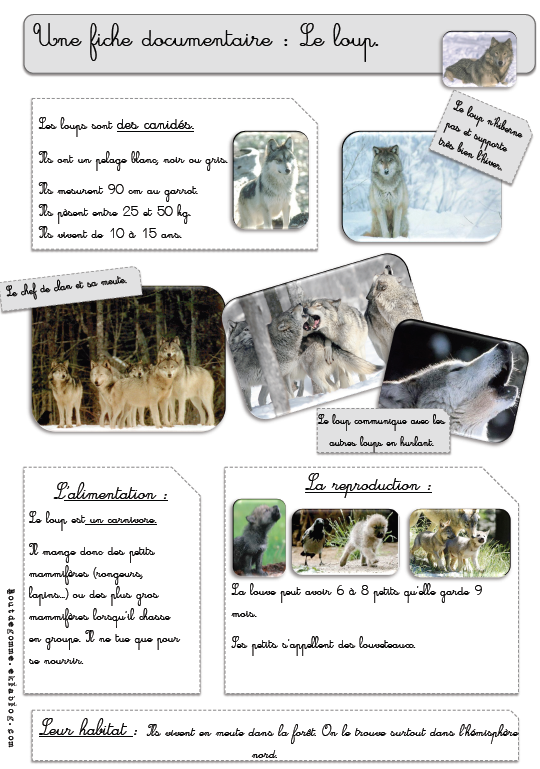 Une fiche documentaire : Le loup.
Le loup n'hiberne
pas et supporte
très bien l'hiver.
Les loups sont des canidés.
Ils ont un pelage blanc, noir ou gris.
Ils mesurent 90 cm au garrot.
Ils pèsent entre 25 et 50 kg.
Ils vivent de 10 à 15 ans.
Le chef de clan et sa meute.
Le loup communique avec les
autres loups en hurlant.
L'alimentation :
Le loup est un carnivore.
Il mange donc des petits
mammifères (rongeurs,
lapins...) ou des plus gros
mammifères lorsqu'il chasse
en groupe. Il ne tue que pour
se nourrir.
La reproduction :
La louve peut avoir 6 à 8 petits qu'elle garde 9
mois.
Ses petits s'appellent des louveteaux.
Leur habitat : Ils vivent en meute dans la forêt. On le trouve surtout dans l'hémisphère
nord.
Boutdegomme.eklablog.com